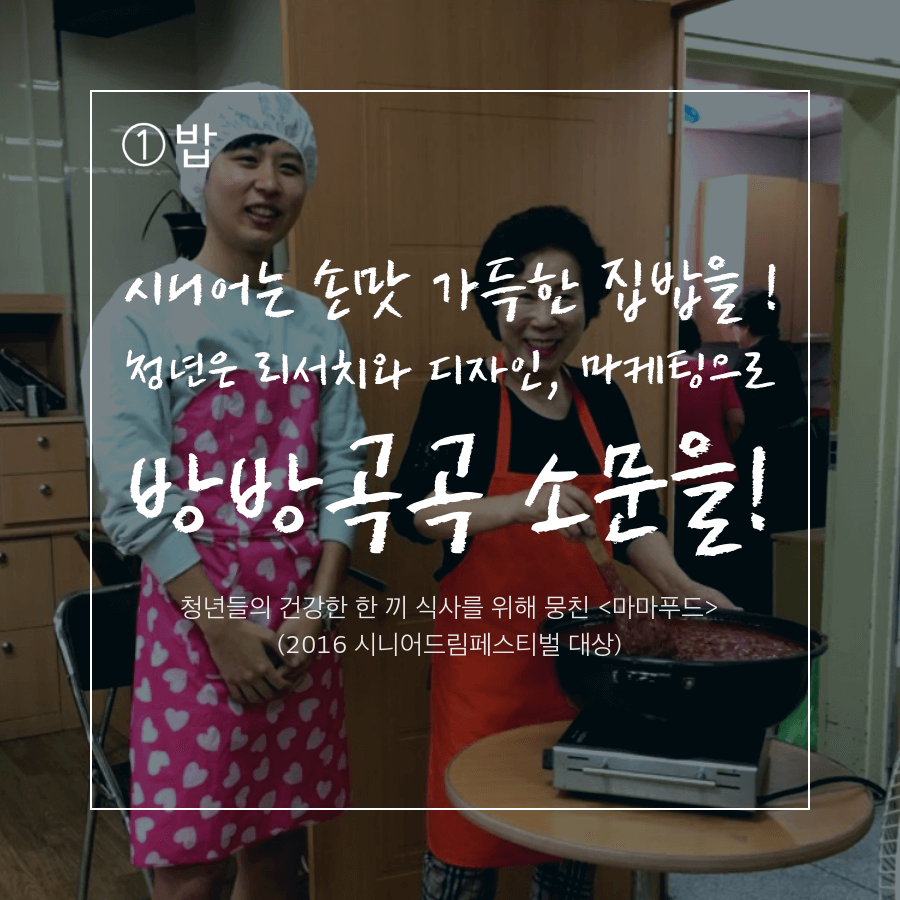 ① 밥
시니어는 손맛 가득한 집밥을!
청년은 리서치와 디자인, 마케팅으로
방방곡곡 소문을!
청년들의 건강한 한 끼 식사를 위해 뭉친 <마마푸드>
(2016 시니어드림페스티벌 대상)